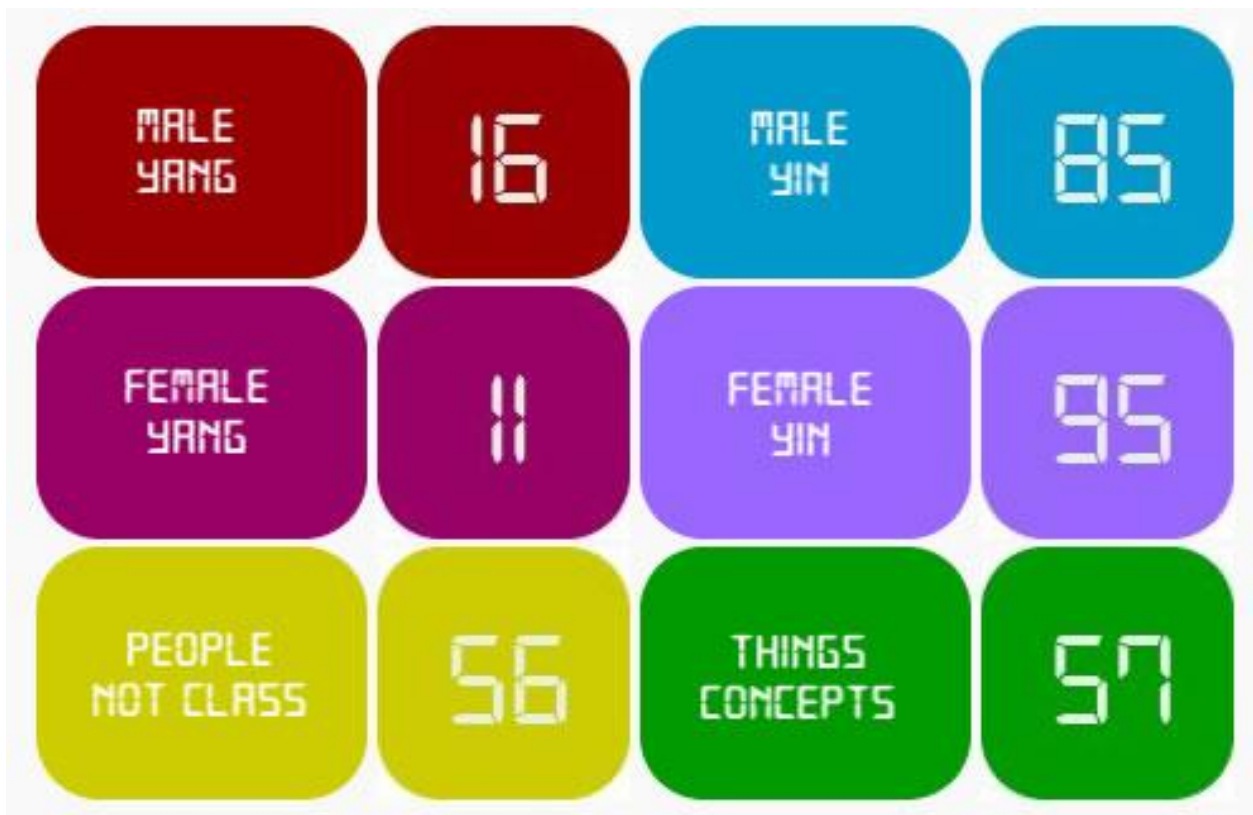 MALE
YANG
16
MALE
YIN
85
FEMALE
YANG
11
FEMALE
YIN
95
PEOPLE
NOT CLASS
56
THINGS
CONCEPTS
57